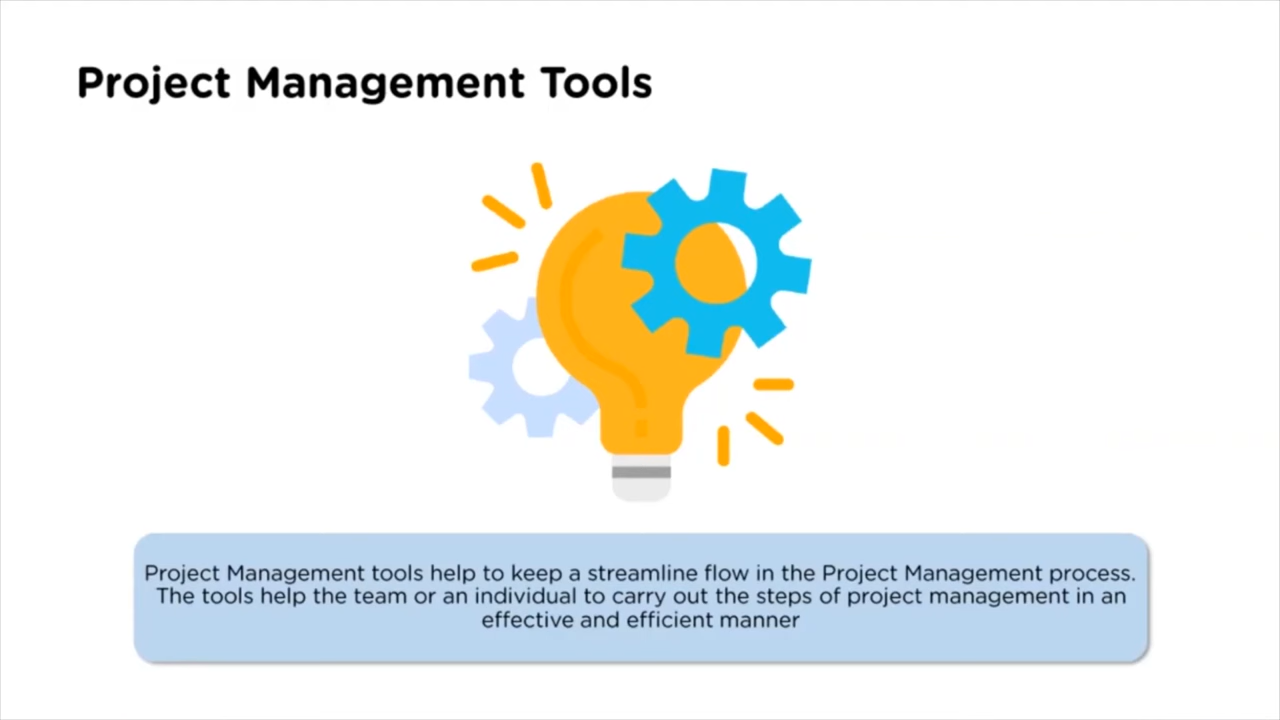 Project Management Tools
Project Management tools help to keep a streamline flow in the Project Management process.
The tools help the team or an individual to carry out the steps of project management in an
effective and efficient manner